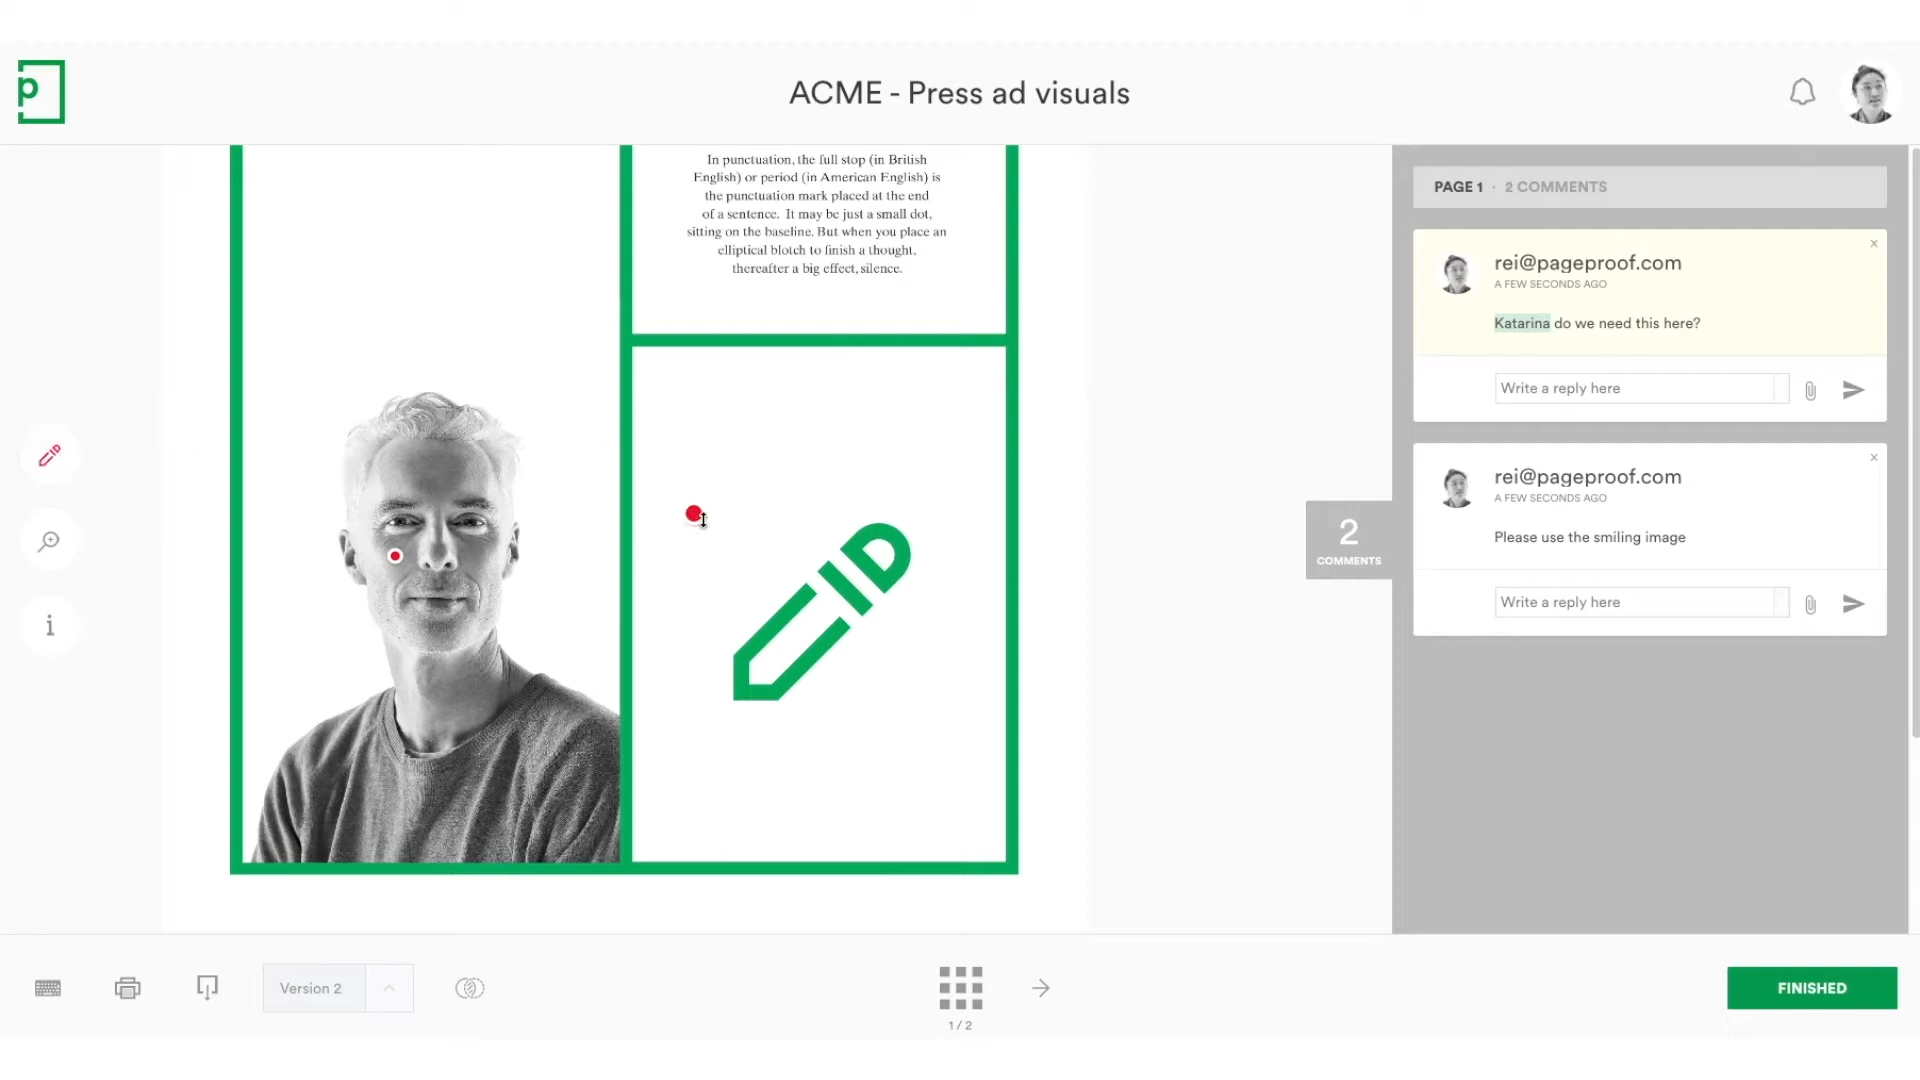 p
ACME - Press ad visuals
In punctuation, the full stop (in British
English) or period (in American English) is
the punctuation mark placed at the end
of a sentence. It may be just a small dot,
sitting on the baseline. But when you place an
elliptical blotch to finish a thought,
thereafter a big effect, silence.
PAGE 1 · 2 COMMENTS
x
rei@pageproof.com
A FEW SECONDS AGO
Katarina do we need this here?
Write a reply here
x
rei@pageproof.com
A FEW SECONDS AGO
Please use the smiling image
Write a reply here
2
COMMENTS
i
Version 2
1 / 2
FINISHED